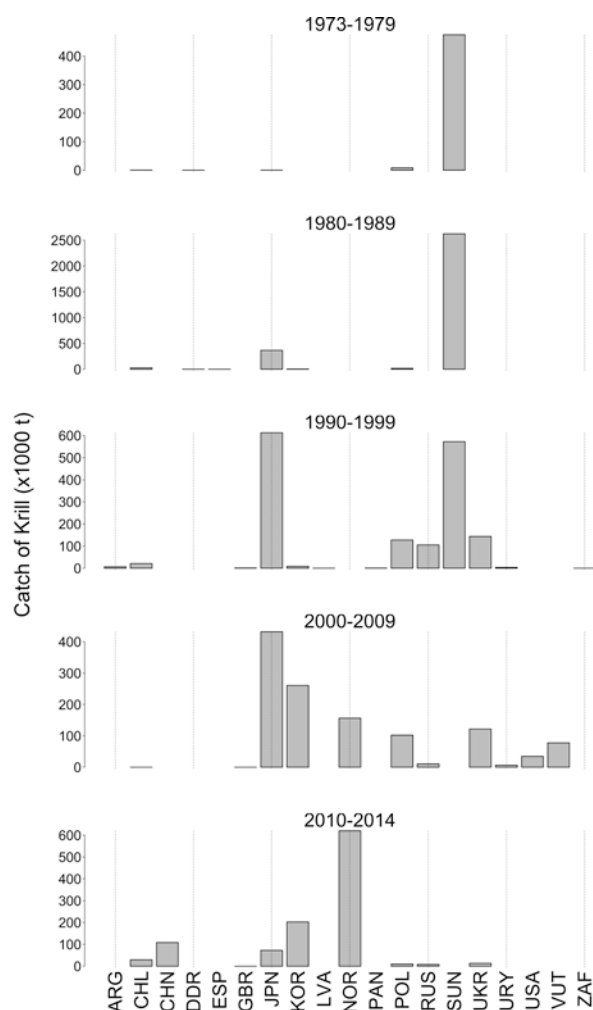 1973-1979
400
300
200
100
0
1980-1989
2500
2000
1500
1000
500
0
Catch of Krill (x1000 t)
1990-1999
600
500
400
300
200
100
0
2000-2009
400
300
200
100
0
2010-2014
600
500
400
300
200
100
0
ARG
CHL
CHN
DDR
ESP
GBR
JPN
KOR
LVA
NOR
PAN
POL
RUS
SUN
UKR
URY
USA
VUT
ZAF